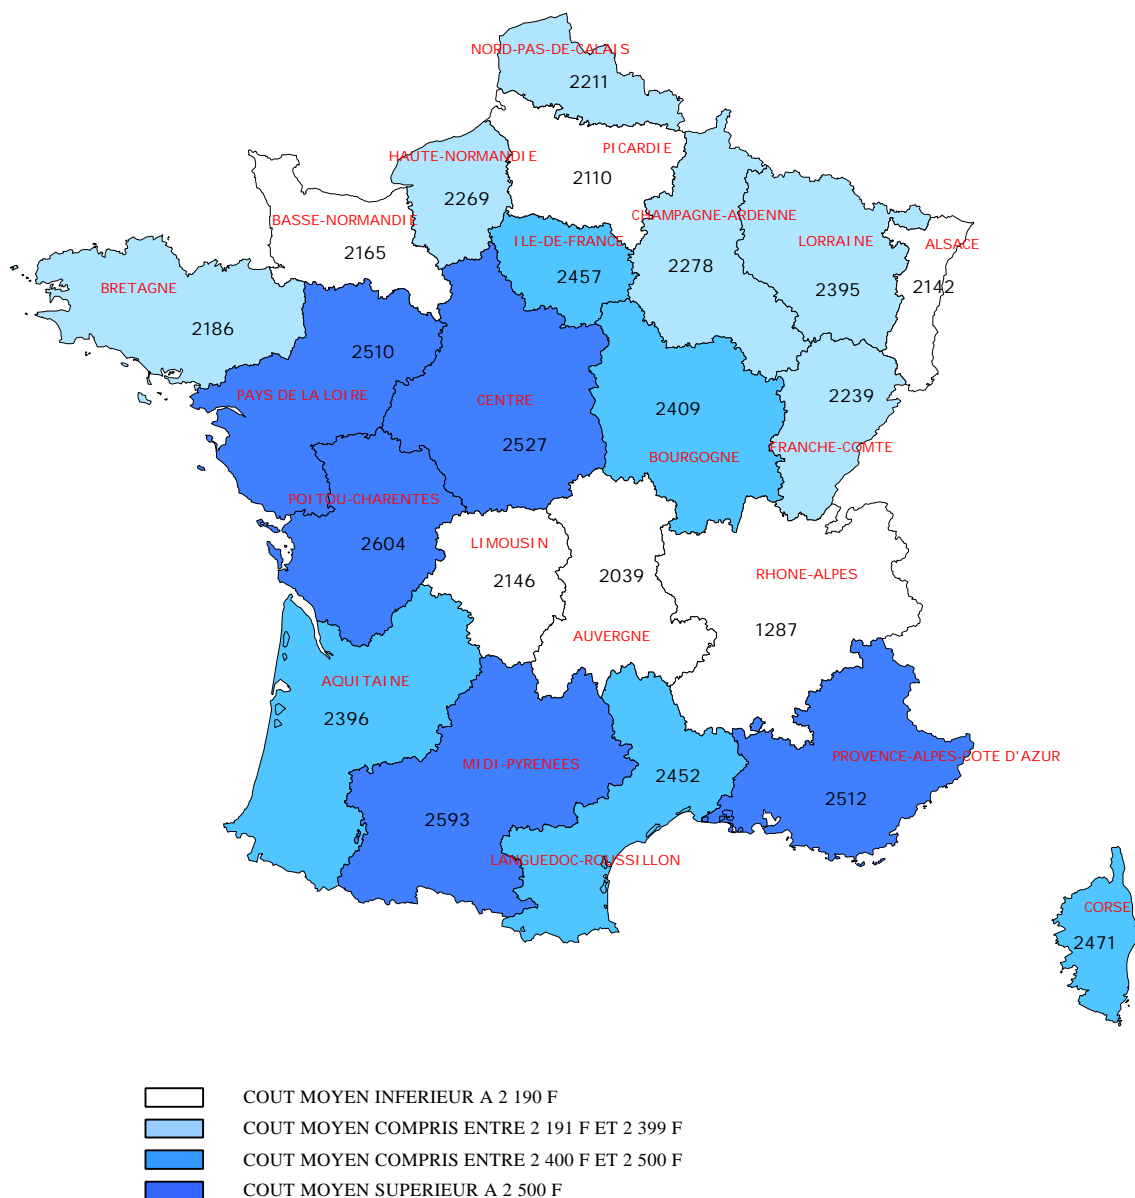 NORD-PAS-DE-CALAIS
2211
HAUTE-NORMANDIE
2269
PICARDIE
2110
BASSE-NORMANDIE
2165
CHAMPAGNE-ARDENNE
2278
ILE-DE-FRANCE
2457
LORRAINE
2395
ALSACE
2142
BRETAGNE
2186
2510
PAYS DE LA LOIRE
CENTRE
2527
2409
BOURGOGNE
2239
FRANCHE-COMTE
POITOU-CHARENTES
2604
LIMOUSIN
2146
2039
AUVERGNE
RHONE-ALPES
1287
AQUITAINE
2396
MIDI-PYRENEES
2593
2452
LANGUEDOC-ROUSSILLON
PROVENCE-ALPES-COTE D'AZUR
2512
CORSE
2471
COUT MOYEN INFERIEUR A 2 190 F
COUT MOYEN COMPRIS ENTRE 2 191 F ET 2 399 F
COUT MOYEN COMPRIS ENTRE 2 400 F ET 2 500 F
COUT MOYEN SUPERIEUR A 2 500 F